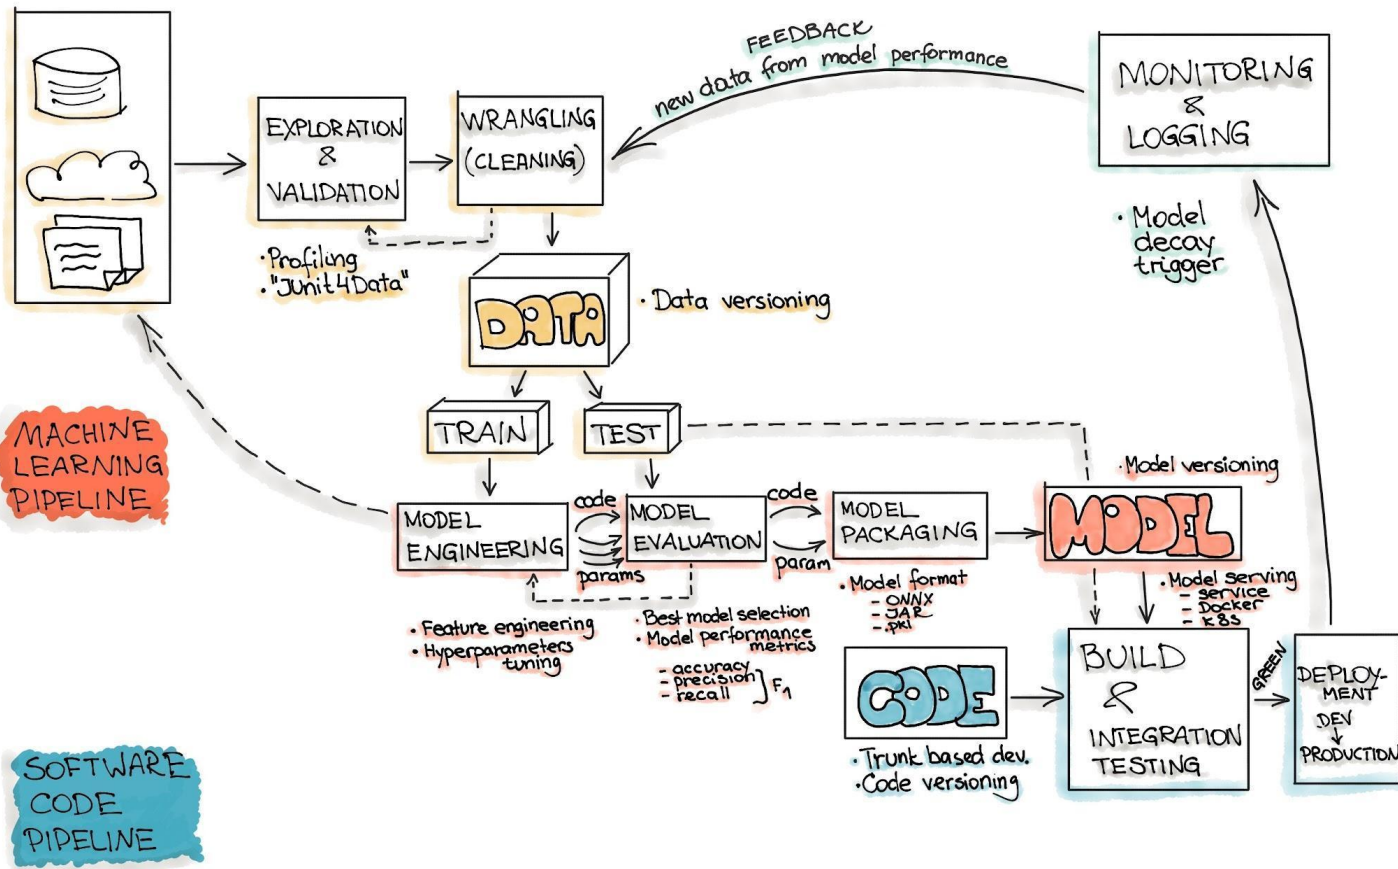 FEEDBACK
new data from model performance
MONITORING
&
LOGGING
· Model
decay
trigger
EXPLORATION
&
VALIDATION
· Profiling
· "JUnit4Data"
WRANGLING
(CLEANING)
DATA
· Data versioning
TRAIN
TEST
MACHINE
LEARNING
PIPELINE
MODEL
ENGINEERING
code
params
· Feature engineering
· Hyperparameters
tuning
MODEL
EVALUATION
code
param
· Best model selection
· Model performance
metrics
- accuracy
- precision
- recall
F1
MODEL
PACKAGING
· Model format
- ONNX
- JAR
- .pkl
· Model versioning
MODEL
· Model serving
- service
- Docker
- K8S
CODE
· Trunk based dev.
· Code versioning
BUILD
&
INTEGRATION
TESTING
GREEN
DEPLOY-
MENT
DEV
PRODUCTION
SOFTWARE
CODE
PIPELINE